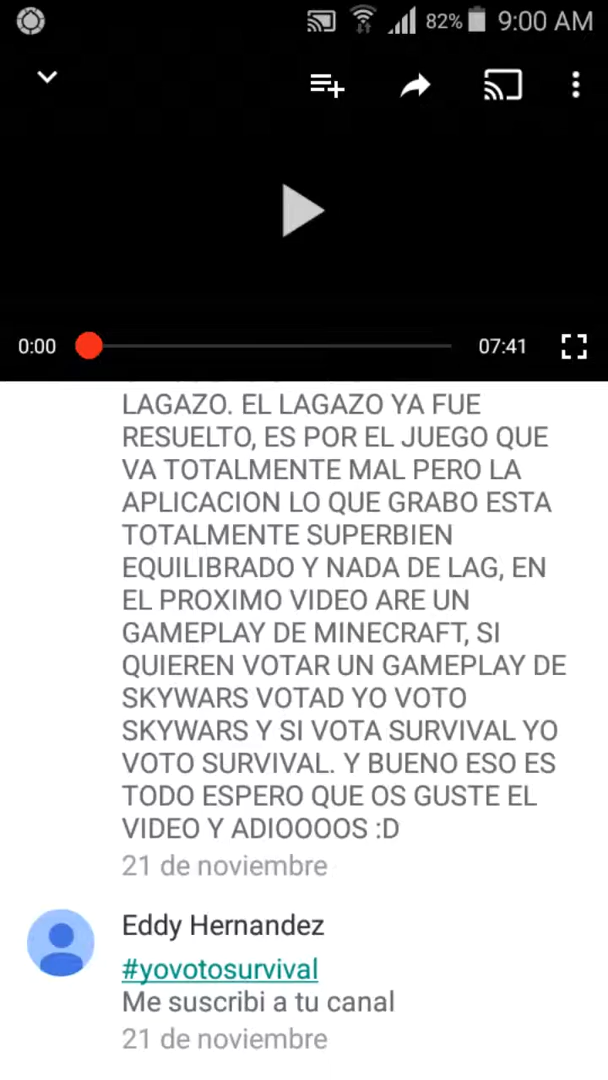 82% 9:00 AM
0:00 07:41
LAGAZO. EL LAGAZO YA FUE
RESUELTO, ES POR EL JUEGO QUE
VA TOTALMENTE MAL PERO LA
APLICACION LO QUE GRABO ESTA
TOTALMENTE SUPERBIEN
EQUILIBRADO Y NADA DE LAG, EN
EL PROXIMO VIDEO ARE UN
GAMEPLAY DE MINECRAFT, SI
QUIEREN VOTAR UN GAMEPLAY DE
SKYWARS VOTAD YO VOTO
SKYWARS Y SI VOTA SURVIVAL YO
VOTO SURVIVAL. Y BUENO ESO ES
TODO ESPERO QUE OS GUSTE EL
VIDEO Y ADIOOOOS :D
21 de noviembre
Eddy Hernandez
#yovotosurvival
Me suscribi a tu canal
21 de noviembre